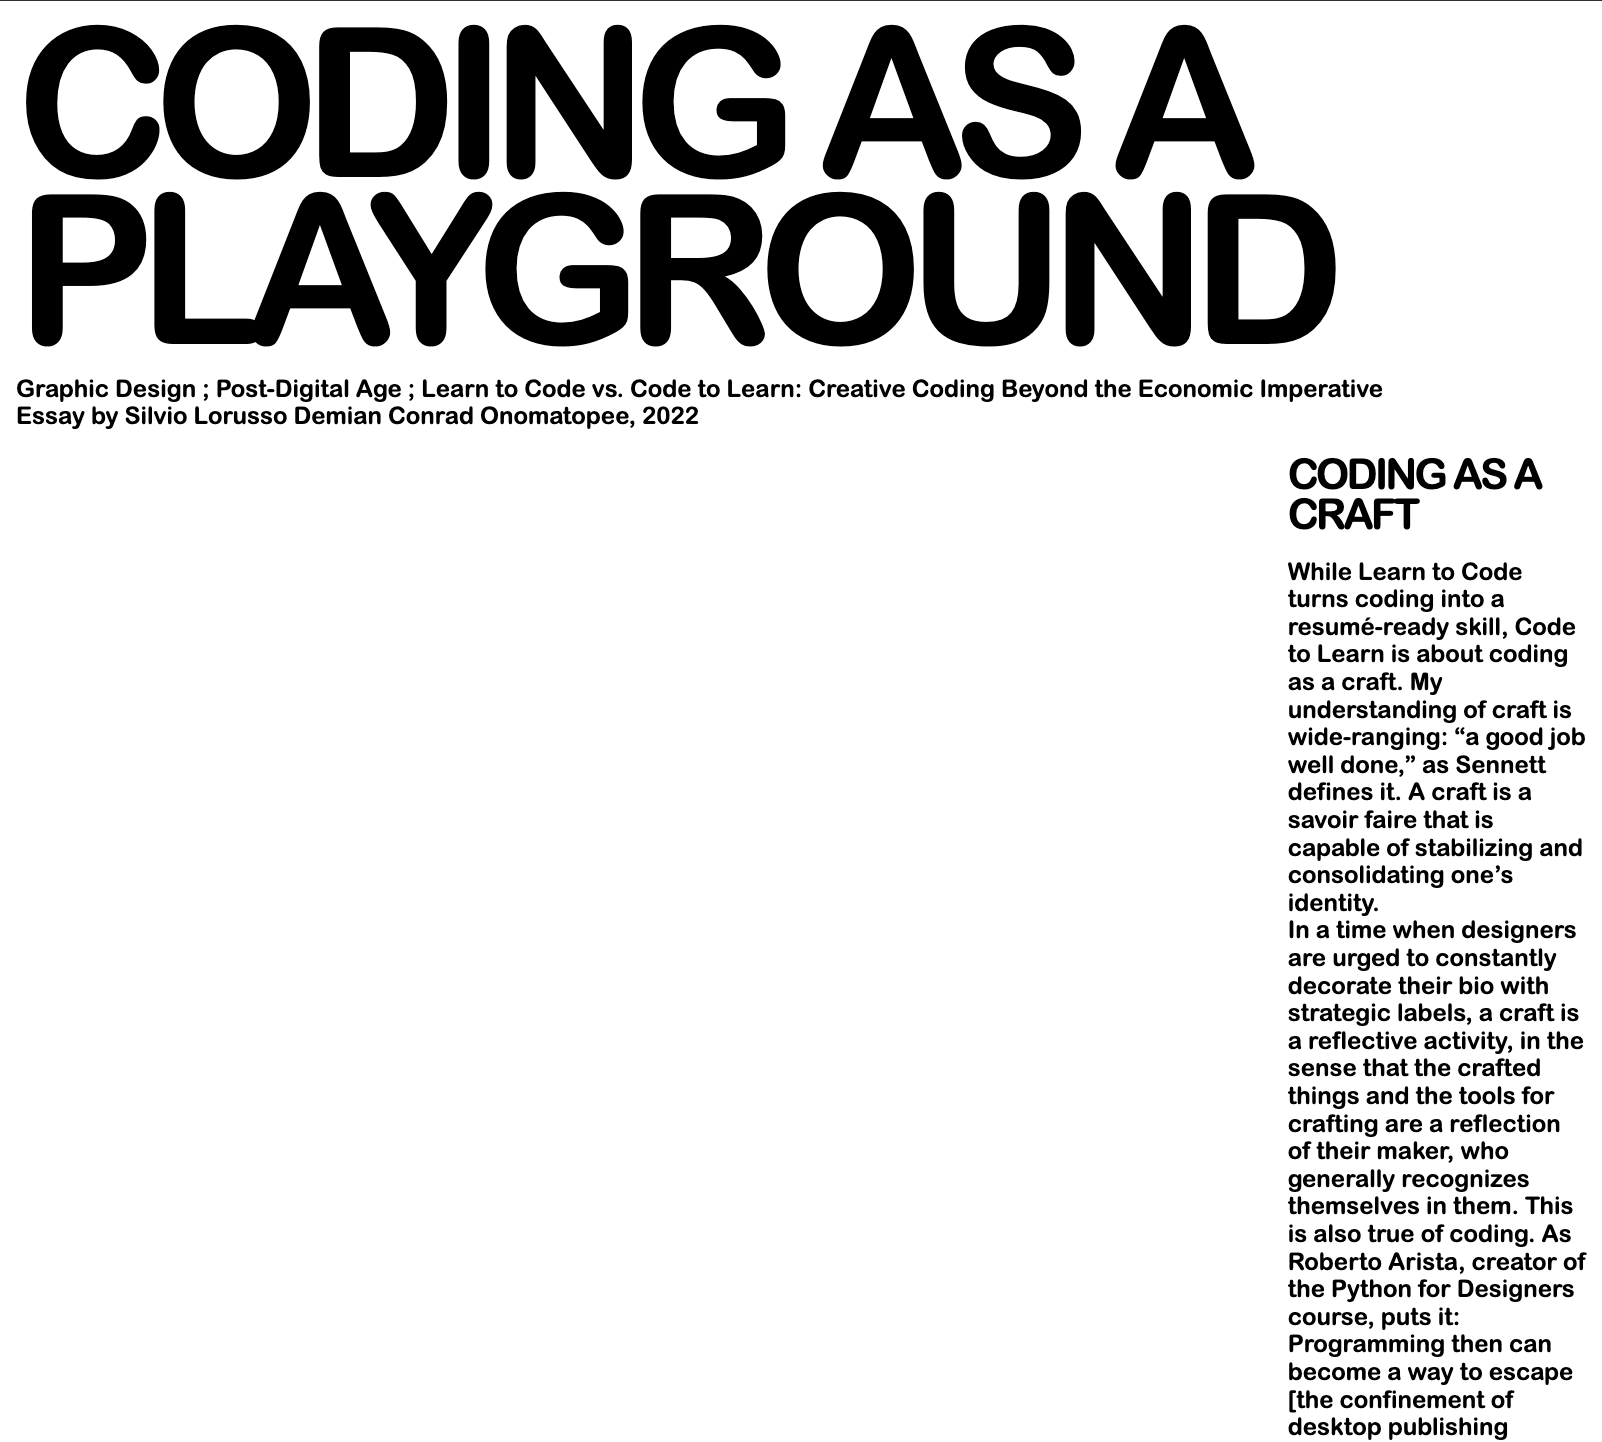 CODING AS A
PLAYGROUND
Graphic Design ; Post-Digital Age ; Learn to Code vs. Code to Learn: Creative Coding Beyond the Economic Imperative
Essay by Silvio Lorusso Demian Conrad Onomatopee, 2022
CODING AS A
CRAFT
While Learn to Code
turns coding into a
resumé-ready skill, Code
to Learn is about coding
as a craft. My
understanding of craft is
wide-ranging: “a good job
well done,” as Sennett
defines it. A craft is a
savoir faire that is
capable of stabilizing and
consolidating one’s
identity.
In a time when designers
are urged to constantly
decorate their bio with
strategic labels, a craft is
a reflective activity, in the
sense that the crafted
things and the tools for
crafting are a reflection
of their maker, who
generally recognizes
themselves in them. This
is also true of coding. As
Roberto Arista, creator of
the Python for Designers
course, puts it:
Programming then can
become a way to escape
[the confinement of
desktop publishing